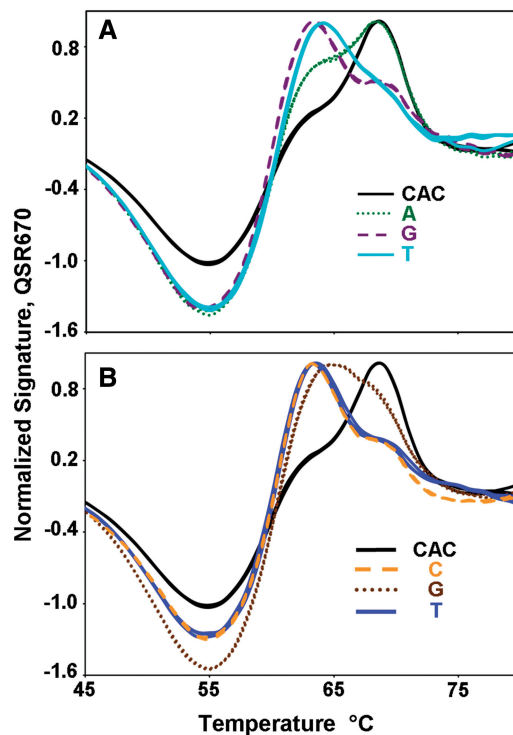 A
0.8
0.2
-0.4
-1.0
-1.6
CAC
A
G
T
Normalized Signature, QSR670
B
0.8
0.2
-0.4
-1.0
-1.6
CAC
C
G
T
45 55 65 75
Temperature °C